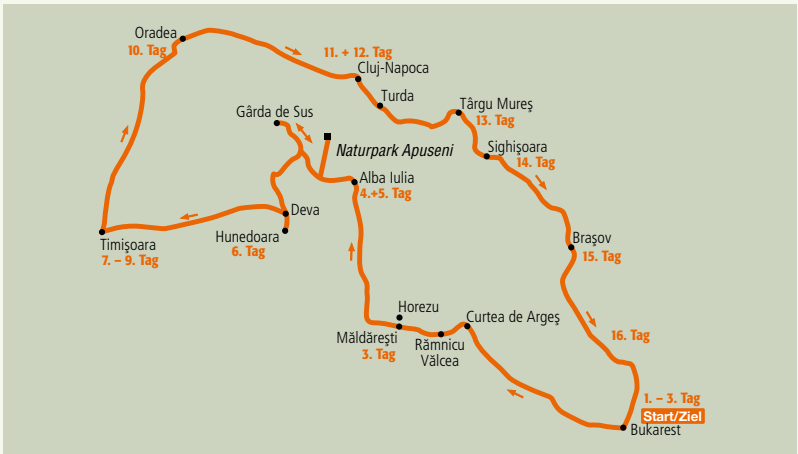 Oradea
10. Tag
11. + 12. Tag
Cluj-Napoca
Turda
Târgu Mureş
13. Tag
Gârda de Sus
Naturpark Apuseni
Sighişoara
14. Tag
Alba Iulia
4.+5. Tag
Deva
Hunedoara
6. Tag
Timişoara
7. – 9. Tag
Braşov
15. Tag
Horezu
Măldăreşti
3. Tag
Râmnicu
Vâlcea
Curtea de Argeş
16. Tag
1. – 3. Tag
Start/Ziel
Bukarest